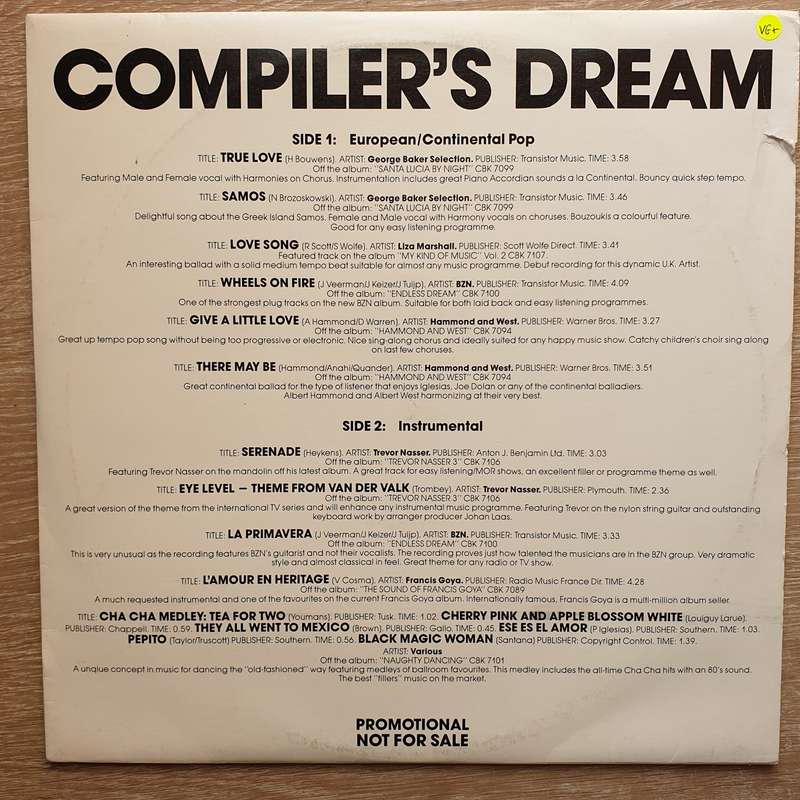 VG+
COMPILER'S DREAM
SIDE 1: European/Continental Pop
TITLE: TRUE LOVE (H Bouwens). ARTIST: George Baker Selection. PUBLISHER: Transistor Music. TIME: 3.58
Off the album: "SANTA LUCIA BY NIGHT" CBK 7099
Featuring Male and Female vocal with Harmonies on Chorus. Instrumentation includes great Piano Accordian sounds a la Continental. Bouncy quick step tempo.
TITLE: SAMOS (N Brozoskowski). ARTIST: George Baker Selection. PUBLISHER: Transistor Music. TIME: 3.46
Off the album: "SANTA LUCIA BY NIGHT" CBK 7099
Delightful song about the Greek Island Samos. Female and Male vocal with Harmony vocals on choruses. Bouzoukis a colourful feature.
Good for any easy listening programme.
TITLE: LOVE SONG (R Scott/S Wolfe). ARTIST: Liza Marshall. PUBLISHER: Scott Wolfe Direct. TIME: 3.41
Featured track on the album "MY KIND OF MUSIC" Vol. 2 CBK 7107.
An interesting ballad with a solid medium tempo beat suitable for almost any music programme. Debut recording for this dynamic U.K. Artist.
TITLE: WHEELS ON FIRE (J Veerman/J Keizer/J Tuijp). ARTIST: BZN. PUBLISHER: Transistor Music. TIME: 4.09
Off the album: "ENDLESS DREAM" CBK 7100
One of the strongest plug tracks on the new BZN album. Suitable for both laid back and easy listening programmes.
TITLE: GIVE A LITTLE LOVE (A Hammond/D Warren). ARTIST: Hammond and West. PUBLISHER: Warner Bros. TIME: 3.27
Off the album: "HAMMOND AND WEST" CBK 7094
Great up tempo pop song without being too progressive or electronic. Nice sing-along chorus and ideally suited for any happy music show. Catchy children's choir sing along
on last few choruses.
TITLE: THERE MAY BE (Hammond/Anahi/Quander). ARTIST: Hammond and West. PUBLISHER: Warner Bros. TIME: 3.51
Off the album: "HAMMOND AND WEST" CBK 7094
Great continental ballad for the type of listener that enjoys Iglesias, Joe Dolan or any of the continental balladiers.
Albert Hammond and Albert West harmonizing at their very best.
SIDE 2: Instrumental
TITLE: SERENADE (Heykens). ARTIST: Trevor Nasser. PUBLISHER: Anton J. Benjamin Ltd. TIME: 3.03
Off the album: "TREVOR NASSER 3" CBK 7106
Featuring Trevor Nasser on the mandolin off his latest album. A great track for easy listening/MOR shows, an excellent filler or programme theme as well.
TITLE: EYE LEVEL – THEME FROM VAN DER VALK (Trombey). ARTIST: Trevor Nasser. PUBLISHER: Plymouth. TIME: 2.36
Off the album: "TREVOR NASSER 3" CBK 7106
A great version of the theme from the international TV series and will enhance any instrumental music programme. Featuring Trevor on the nylon string guitar and outstanding
keyboard work by arranger producer Johan Laas.
TITLE: LA PRIMAVERA (J Veerman/J Keizer/J Tuijp). ARTIST: BZN. PUBLISHER: Transistor Music. TIME: 3.33
Off the album: "ENDLESS DREAM" CBK 7100
This is very unusual as the recording features BZN's guitarist and not their vocalists. The recording proves just how talented the musicians are in the BZN group. Very dramatic
style and almost classical in feel. Great theme for any radio or TV show.
TITLE: L'AMOUR EN HERITAGE (V Cosma). ARTIST: Francis Goya. PUBLISHER: Radio Music France Dir. TIME: 4.28
Off the album: "THE SOUND OF FRANCIS GOYA" CBK 7089
A much requested instrumental and one of the favourites on the current Francis Goya album. Internationally famous, Francis Goya is a multi-million album seller.
TITLE: CHA CHA MEDLEY: TEA FOR TWO (Youmans). PUBLISHER: Tusk. TIME: 1.02. CHERRY PINK AND APPLE BLOSSOM WHITE (Louiguy Larue).
PUBLISHER: Chappell. TIME: 0.59. THEY ALL WENT TO MEXICO (Brown). PUBLISHER: Gallo. TIME: 0.45. ESE ES EL AMOR (P Iglesias). PUBLISHER: Southern. TIME: 1.03.
PEPITO (Taylor/Truscott) PUBLISHER: Southern. TIME: 0.56. BLACK MAGIC WOMAN (Santana) PUBLISHER: Copyright Control. TIME: 1.39.
ARTIST: Various
Off the album: "NAUGHTY DANCING" CBK 7101
A unqiue concept in music for dancing the "old-fashioned" way featuring medleys of ballroom favourites. This medley includes the all-time Cha Cha hits with an 80's sound.
The best "fillers" music on the market.
PROMOTIONAL
NOT FOR SALE